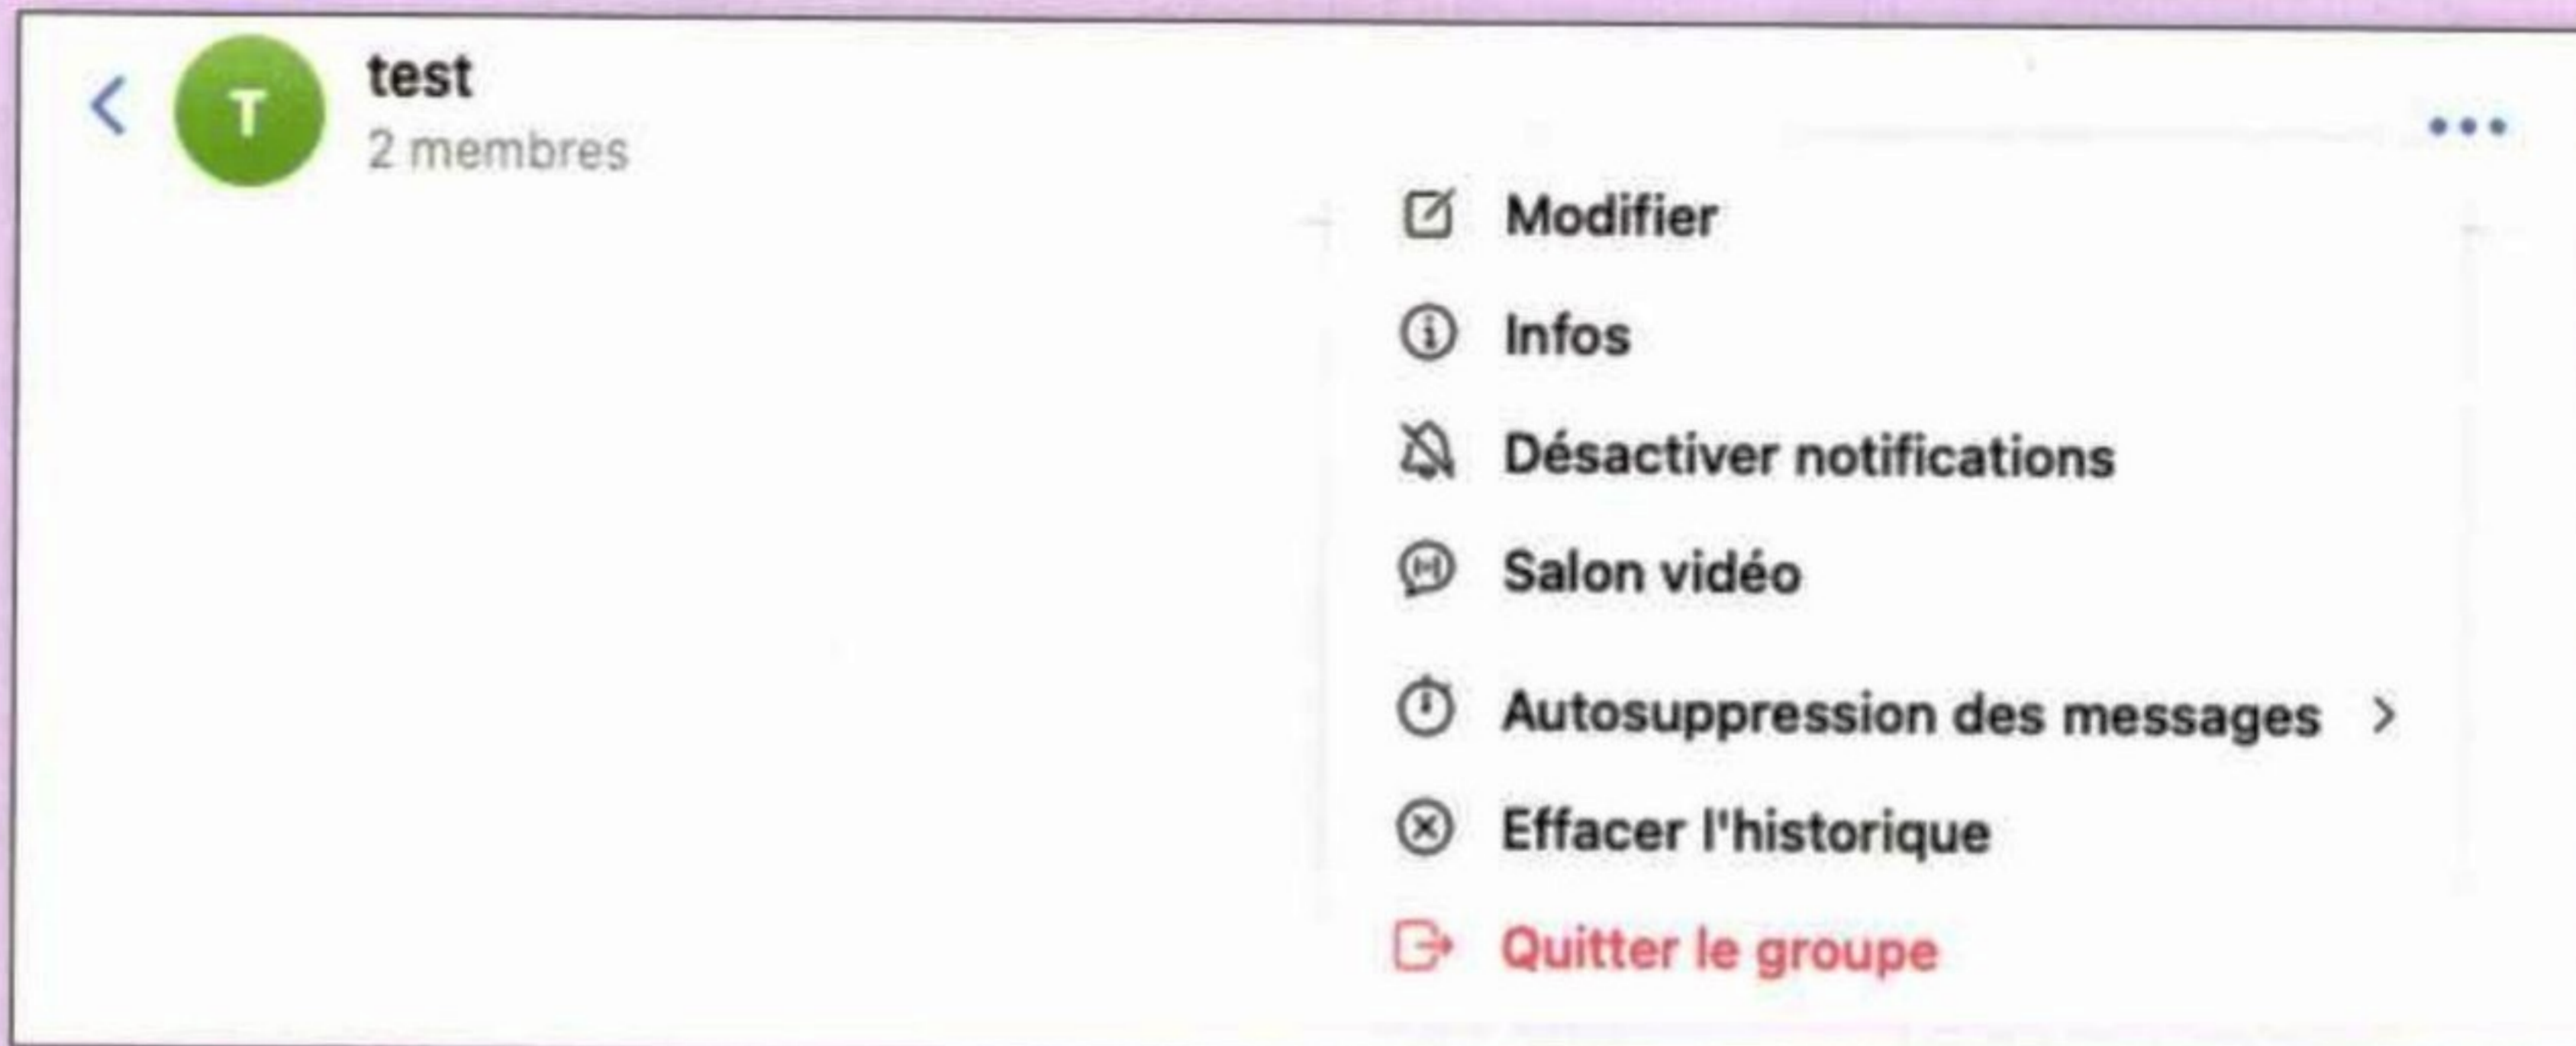 T
test
2 membres
Modifier
Infos
Désactiver notifications
Salon vidéo
Autosuppression des messages
Effacer l'historique
Quitter le groupe